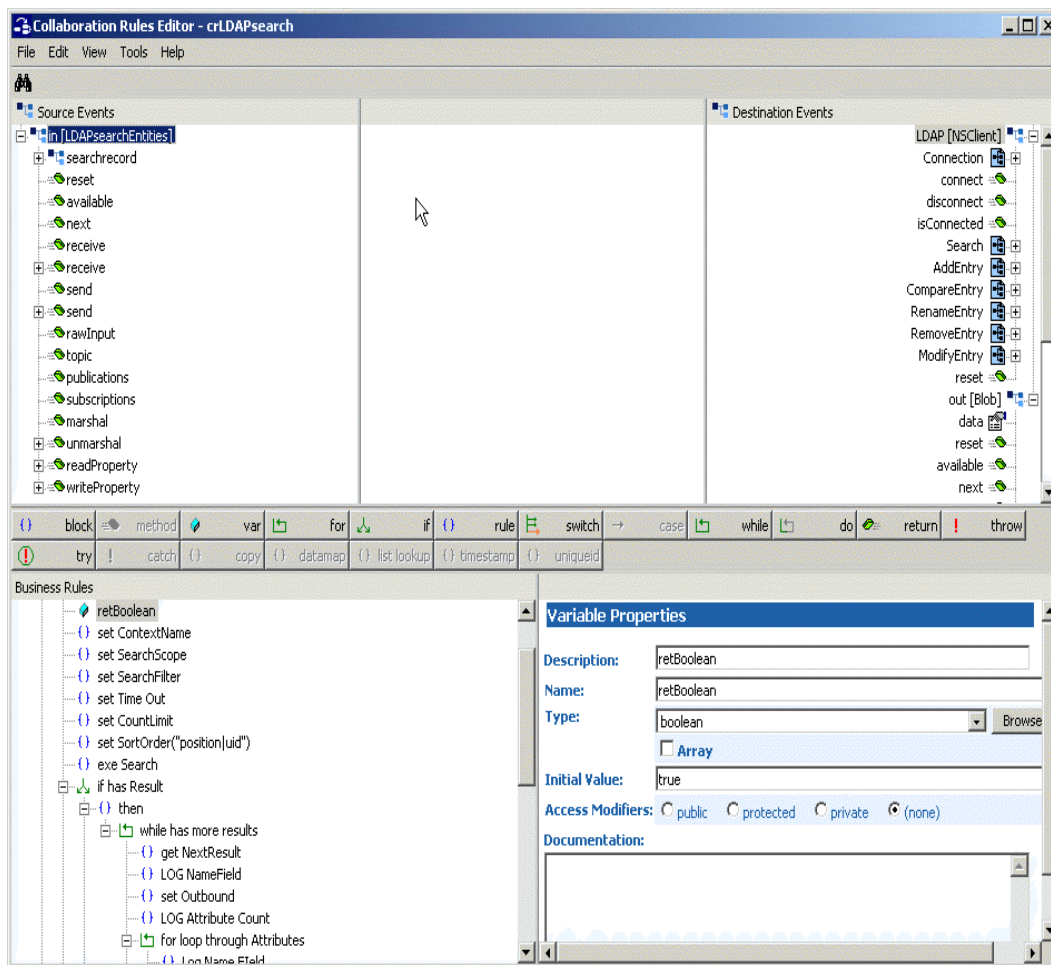 Collaboration Rules Editor - crLDAPsearch
File Edit View Tools Help
Source Events
in [LDAPsearchEntities]
searchrecord
reset
available
next
receive
receive
send
send
rawInput
topic
publications
subscriptions
marshal
unmarshal
readProperty
writeProperty
Destination Events
LDAP [NSClient]
Connection
connect
disconnect
isConnected
Search
AddEntry
CompareEntry
RenameEntry
RemoveEntry
ModifyEntry
reset
out [Blob]
data
reset
available
next
block method var for if rule switch case while do return throw
try catch copy datamap list lookup timestamp uniqueid
Business Rules
retBoolean
set ContextName
set SearchScope
set SearchFilter
set Time Out
set CountLimit
set SortOrder("position|uid")
exe Search
if has Result
then
while has more results
get NextResult
LOG NameField
set Outbound
LOG Attribute Count
for loop through Attributes
Log Name FIeld
Variable Properties
Description: retBoolean
Name: retBoolean
Type: boolean Browse
Array
Initial Value: true
Access Modifiers: public protected private (none)
Documentation: